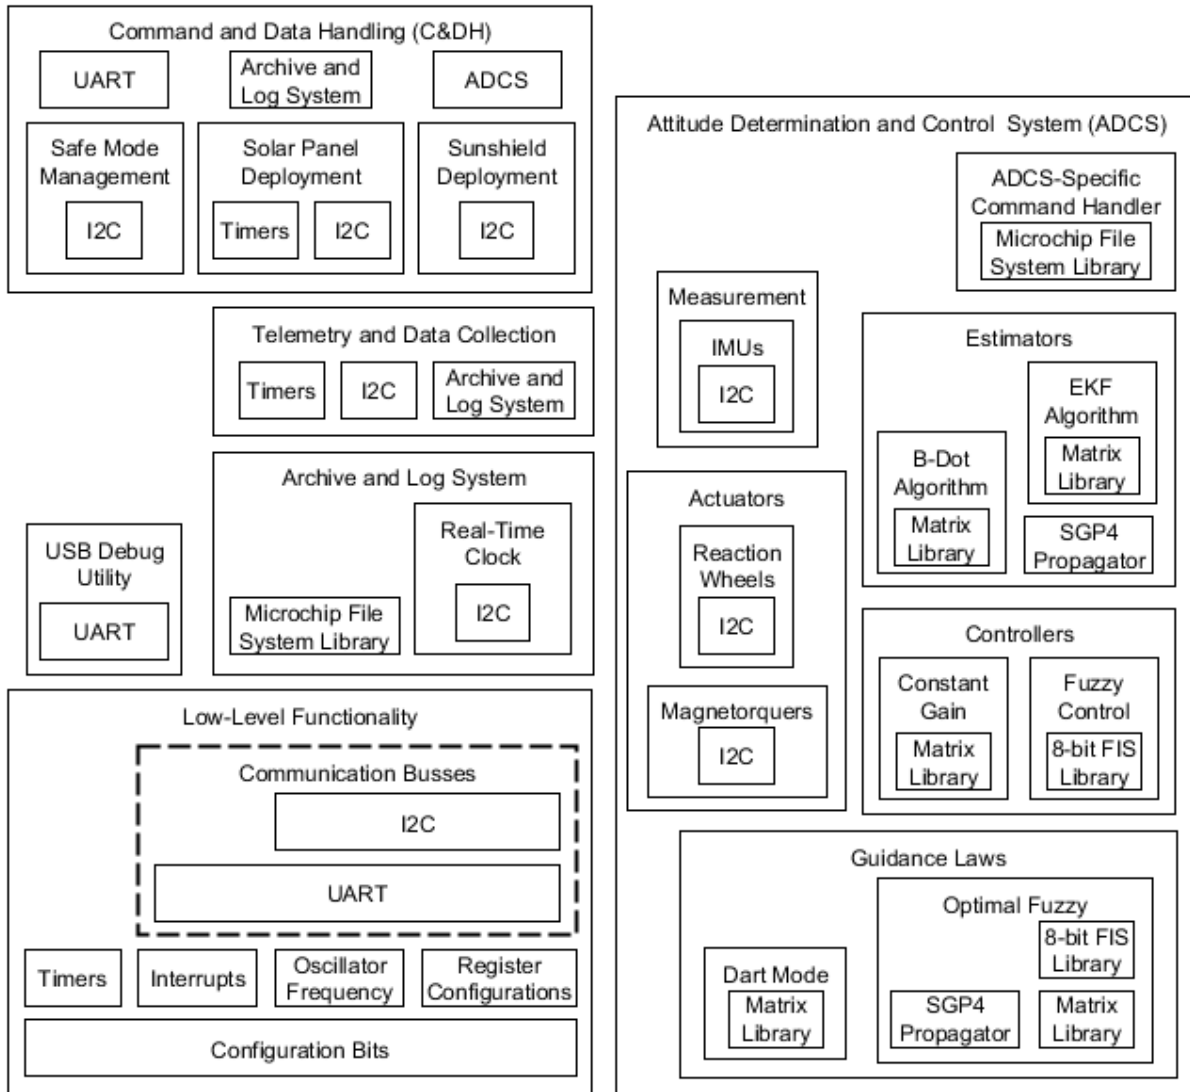 Command and Data Handling (C&DH)
UART
Archive and
Log System
ADCS
Safe Mode
Management
I2C
Solar Panel
Deployment
Timers
I2C
Sunshield
Deployment
I2C
Telemetry and Data Collection
Timers
I2C
Archive and
Log System
Archive and Log System
Microchip File
System Library
Real-Time
Clock
I2C
USB Debug
Utility
UART
Low-Level Functionality
Communication Busses
I2C
UART
Timers
Interrupts
Oscillator
Frequency
Register
Configurations
Configuration Bits
Attitude Determination and Control System (ADCS)
ADCS-Specific
Command Handler
Microchip File
System Library
Measurement
IMUs
I2C
Estimators
EKF
Algorithm
Matrix
Library
B-Dot
Algorithm
Matrix
Library
SGP4
Propagator
Actuators
Reaction
Wheels
I2C
Magnetorquers
I2C
Controllers
Constant
Gain
Matrix
Library
Fuzzy
Control
8-bit FIS
Library
Guidance Laws
Dart Mode
Matrix
Library
Optimal Fuzzy
8-bit FIS
Library
SGP4
Propagator
Matrix
Library